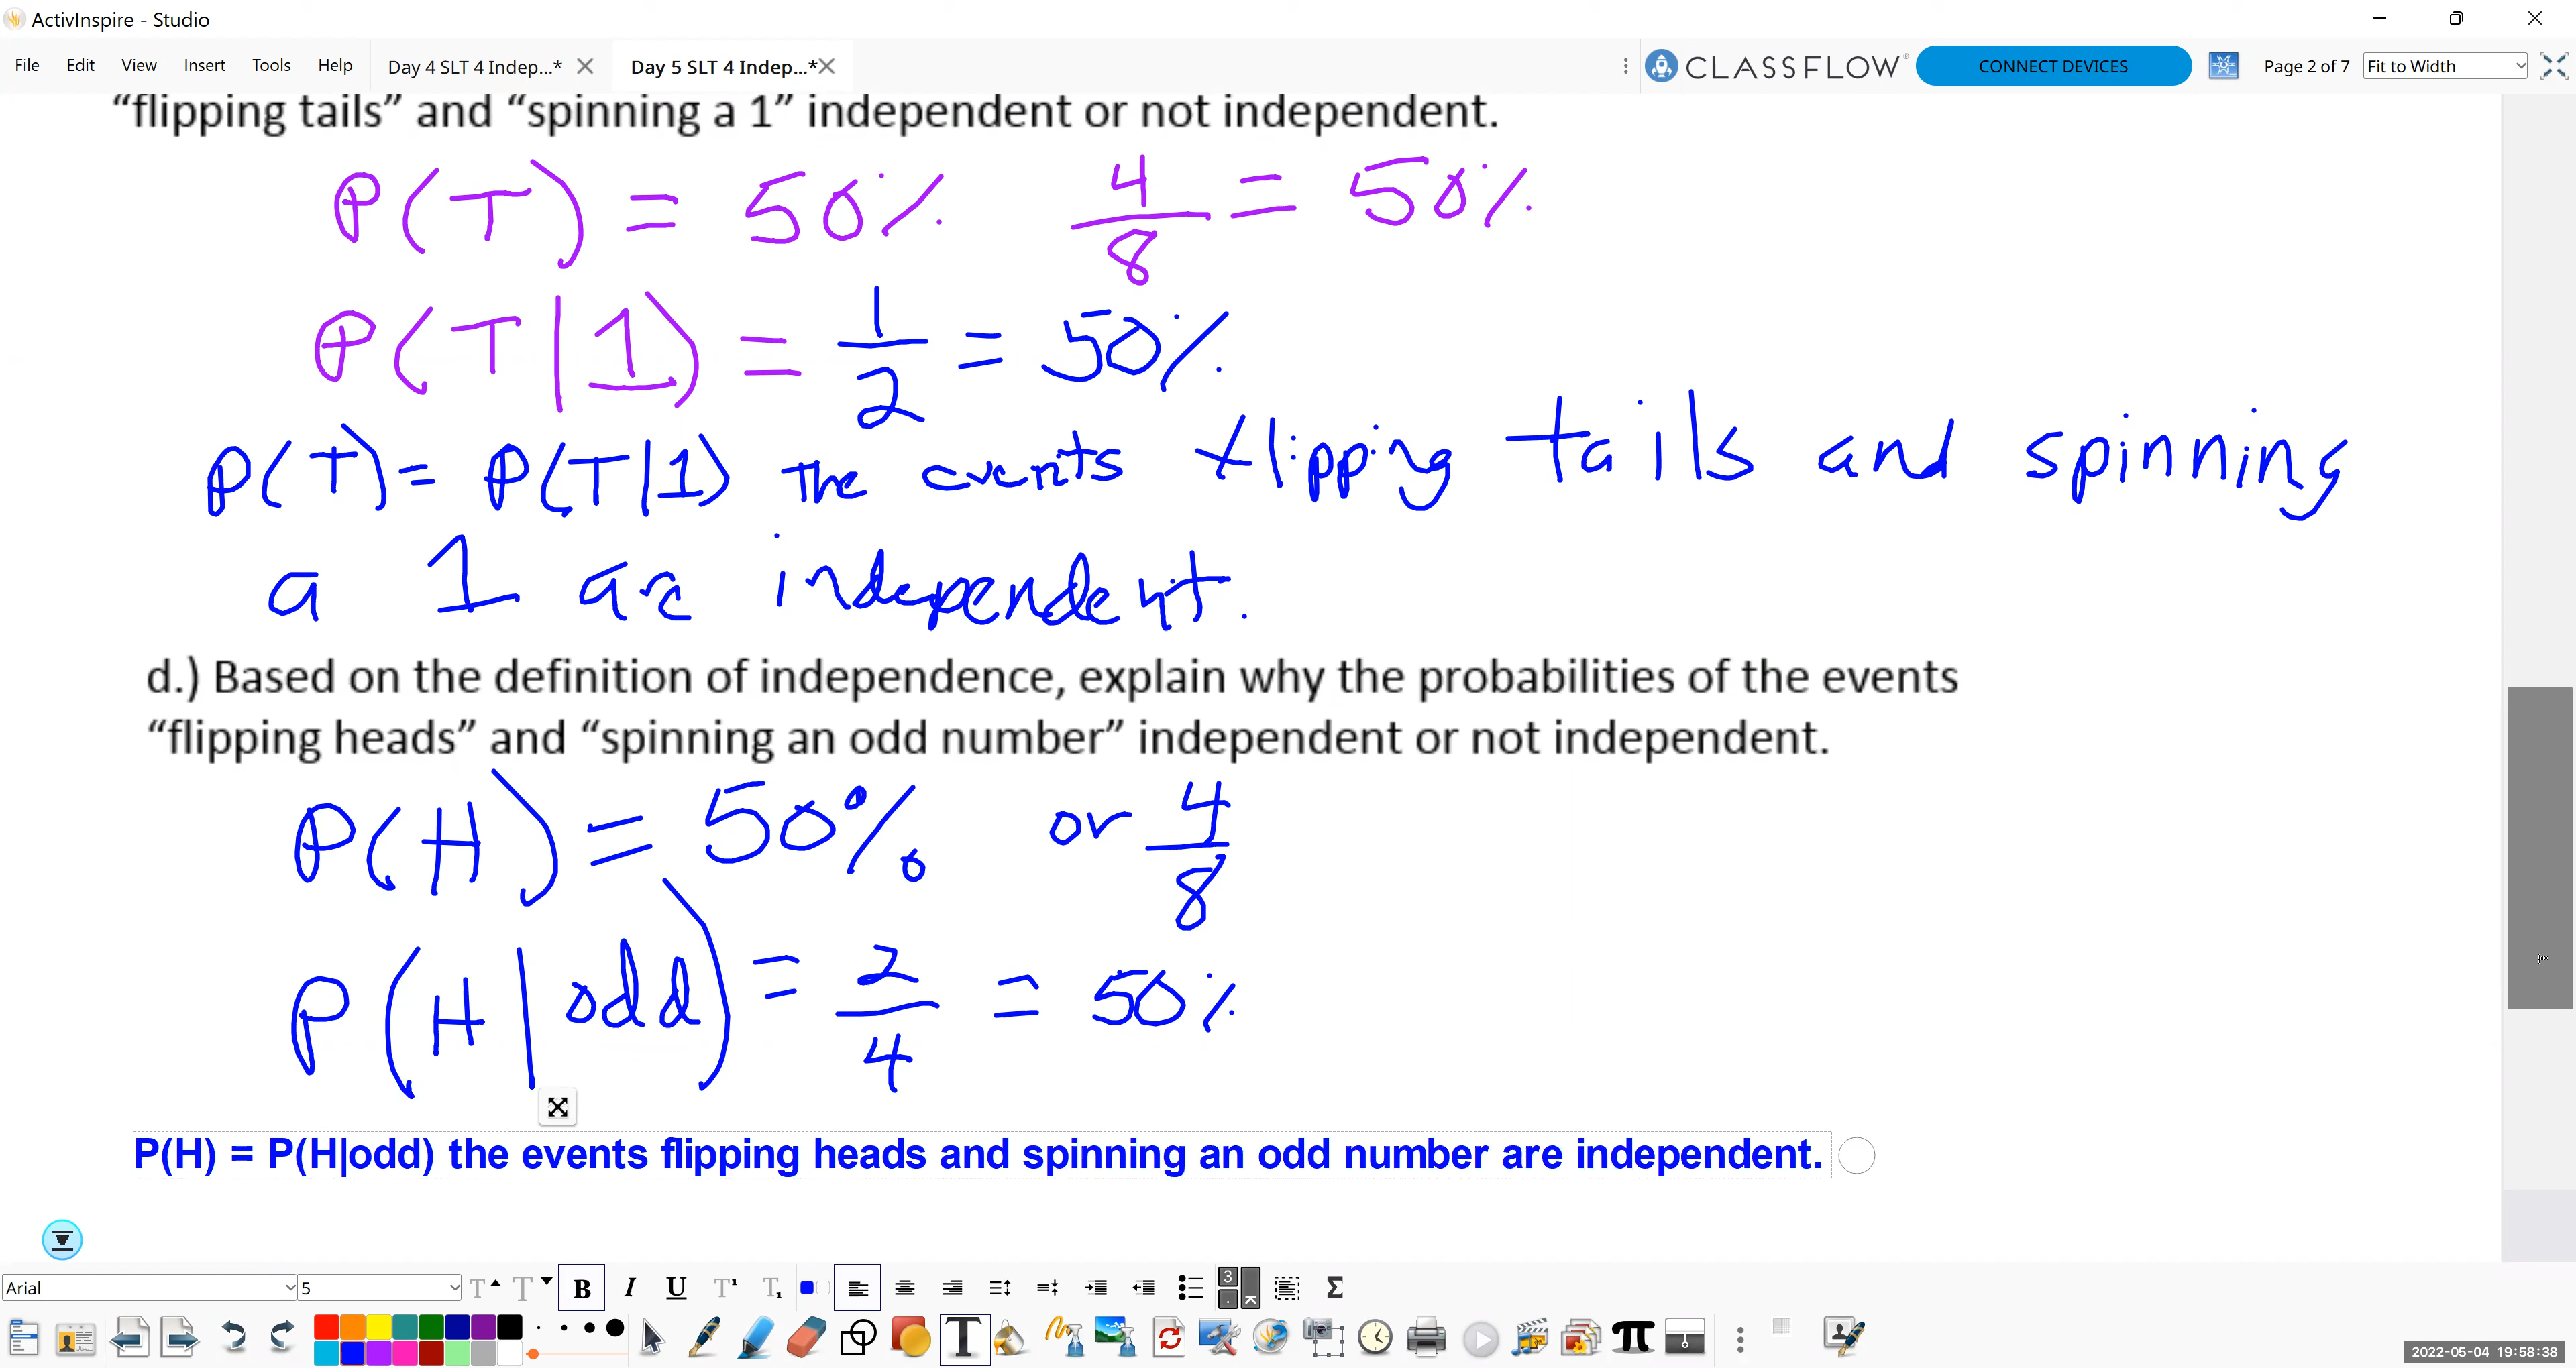 ActivInspire - Studio
File Edit View Insert Tools Help Day 4 SLT 4 Indep...* Day 5 SLT 4 Indep...* CLASSFLOW CONNECT DEVICES Page 2 of 7 Fit to Width
“flipping tails” and “spinning a 1” independent or not independent.
P(T) = 50% 4/8 = 50%
P(T|1) = 1/2 = 50%
P(T) = P(T|1) The events flipping tails and spinning
a 1 are independent.
d.) Based on the definition of independence, explain why the probabilities of the events
“flipping heads” and “spinning an odd number” independent or not independent.
P(H) = 50% or 4/8
P(H|odd) = 2/4 = 50%
P(H) = P(H|odd) the events flipping heads and spinning an odd number are independent.
Arial 5
2022-05-04 19:58:38